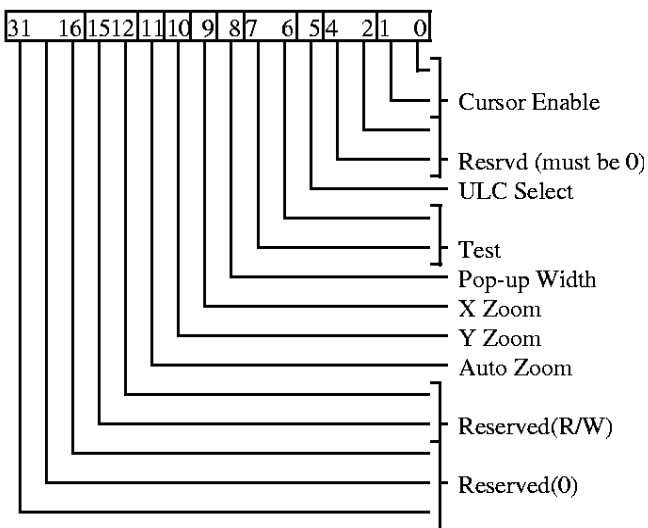 31 16 15 12 11 10 9 8 7 6 5 4 2 1 0
Cursor Enable
Resrvd (must be 0)
ULC Select
Test
Pop-up Width
X Zoom
Y Zoom
Auto Zoom
Reserved(R/W)
Reserved(0)